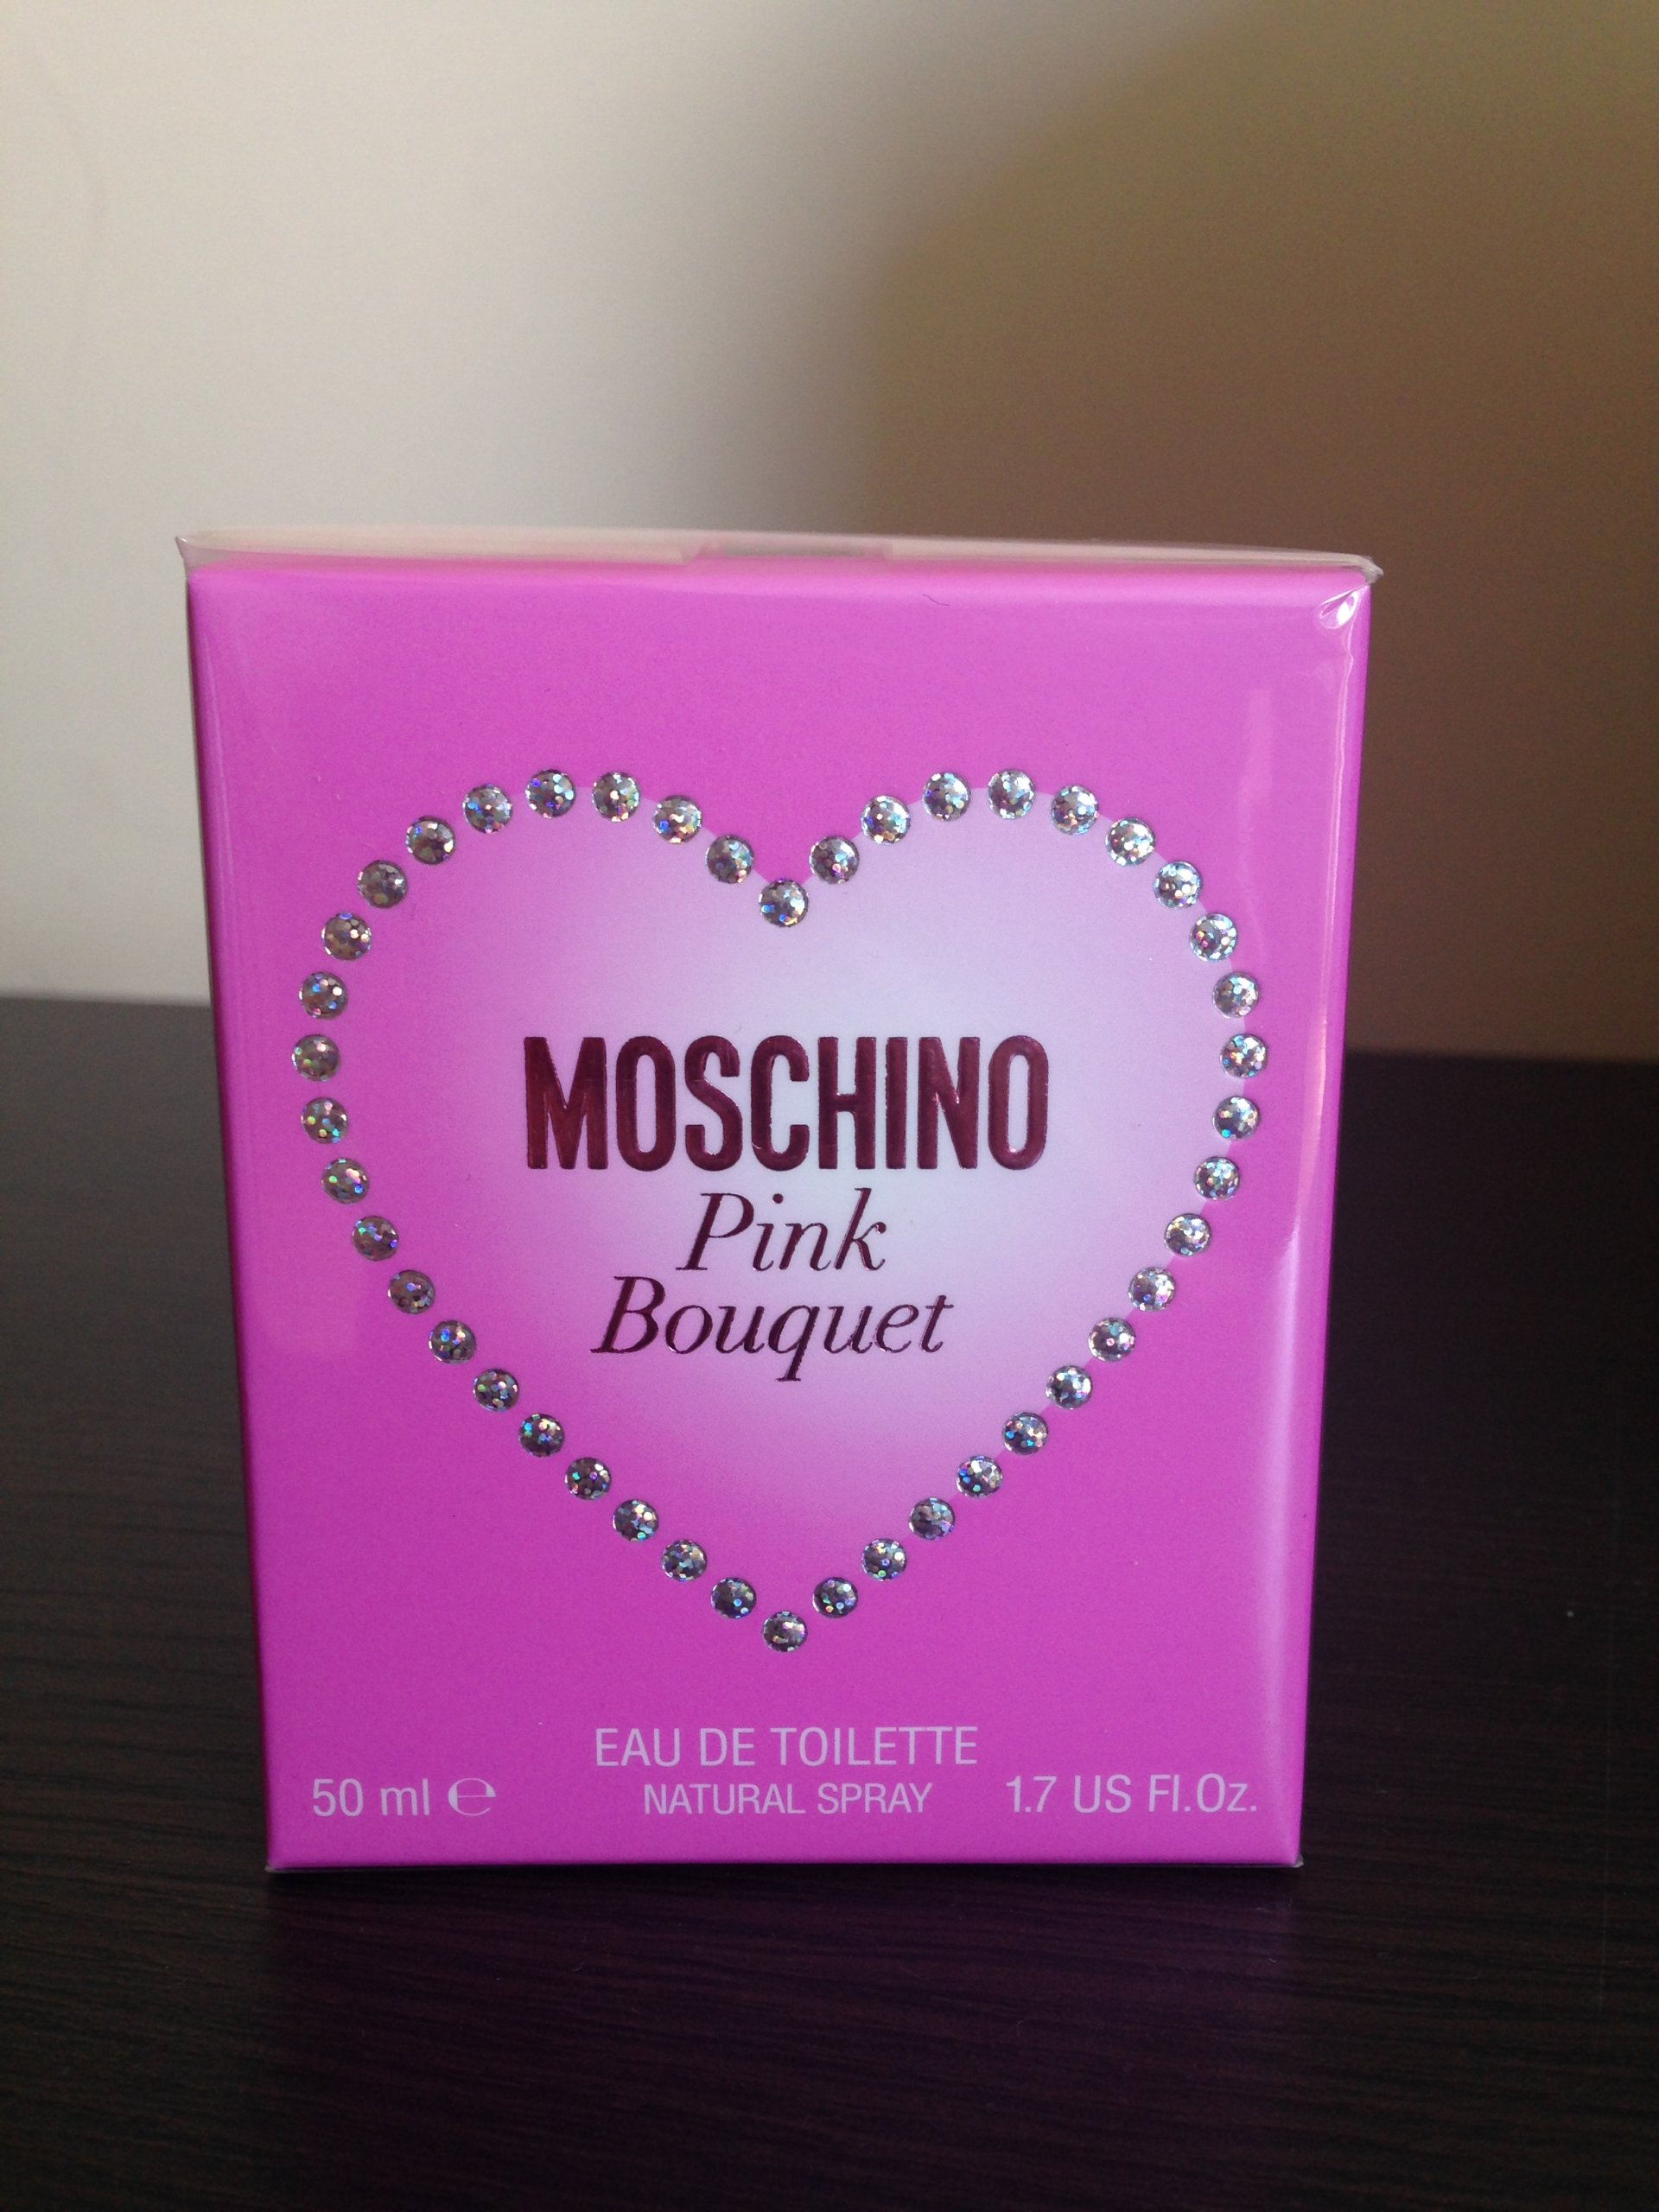 MOSCHINO
Pink
Bouquet
EAU DE TOILETTE
50 ml ℮ NATURAL SPRAY 1.7 US Fl.Oz.